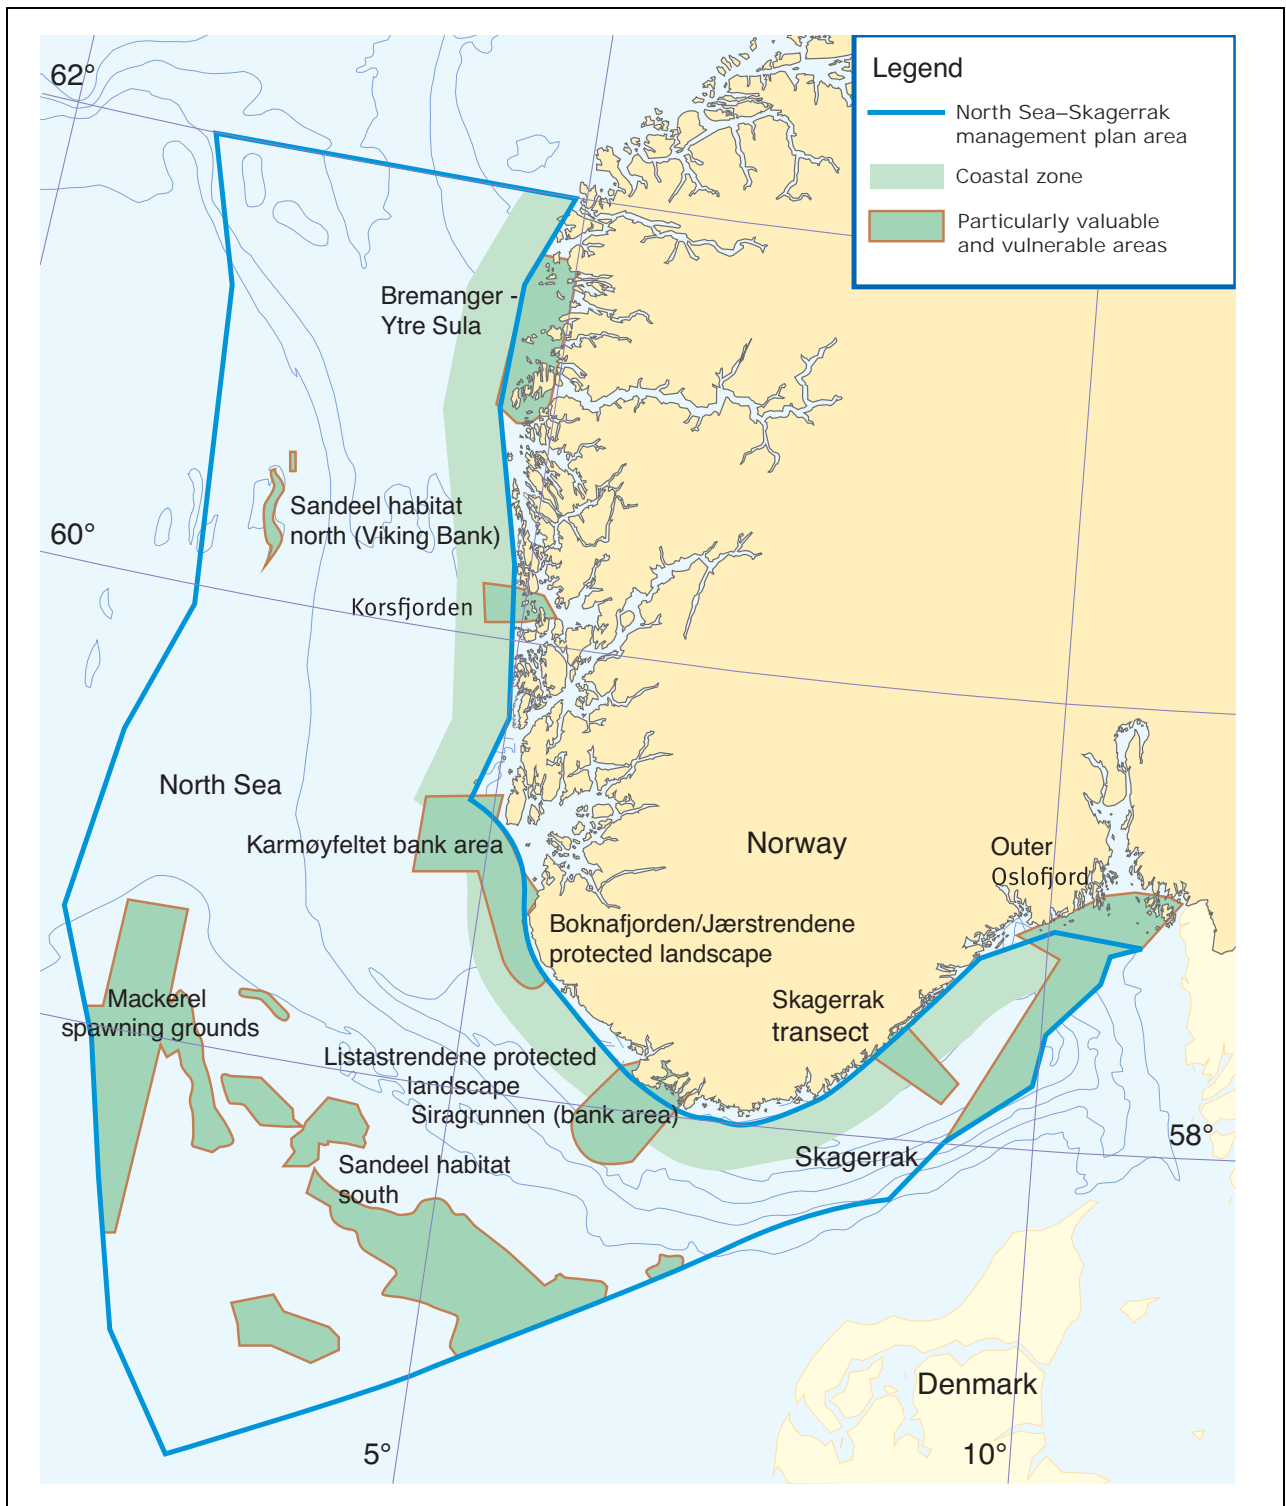 62°
Legend
North Sea–Skagerrak
management plan area
Coastal zone
Particularly valuable
and vulnerable areas
Bremanger -
Ytre Sula
Sandeel habitat
north (Viking Bank)
60°
Korsfjorden
North Sea
Karmøyfeltet bank area
Norway
Outer
Oslofjord
Boknafjorden/Jærstrendene
protected landscape
Mackerel
spawning grounds
Skagerrak
transect
Listastrendene protected
landscape
Siragrunnen (bank area)
58°
Skagerrak
Sandeel habitat
south
Denmark
5°
10°